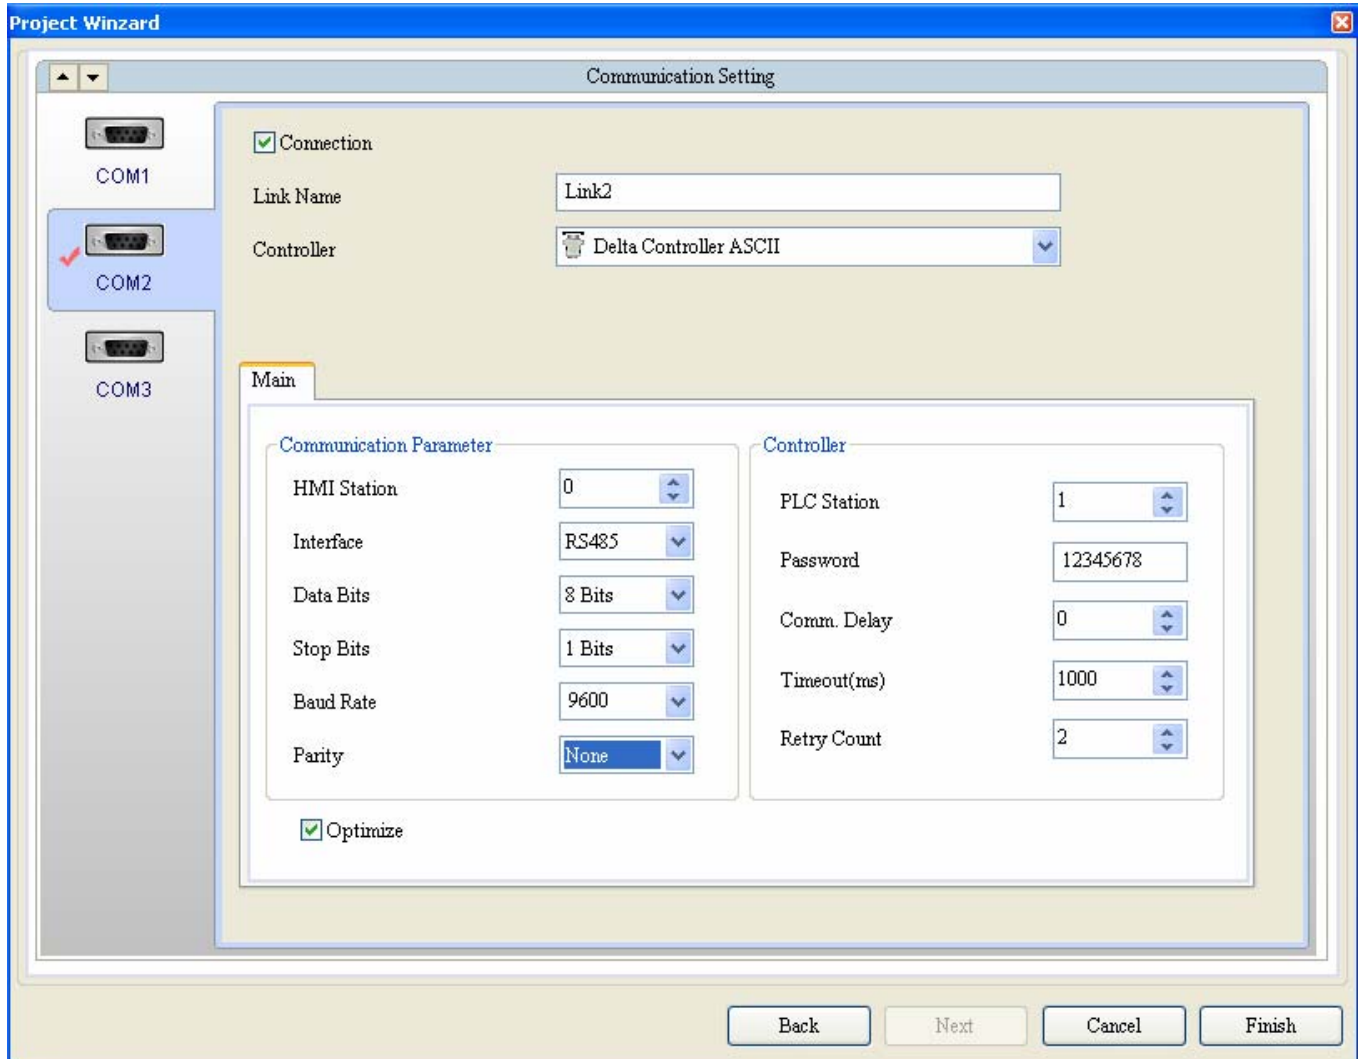 Project Winzard
Communication Setting
COM1
COM2
COM3
Connection
Link Name Link2
Controller Delta Controller ASCII
Main
Communication Parameter
HMI Station 0
Interface RS485
Data Bits 8 Bits
Stop Bits 1 Bits
Baud Rate 9600
Parity None
Controller
PLC Station 1
Password 12345678
Comm. Delay 0
Timeout(ms) 1000
Retry Count 2
Optimize
Back Next Cancel Finish